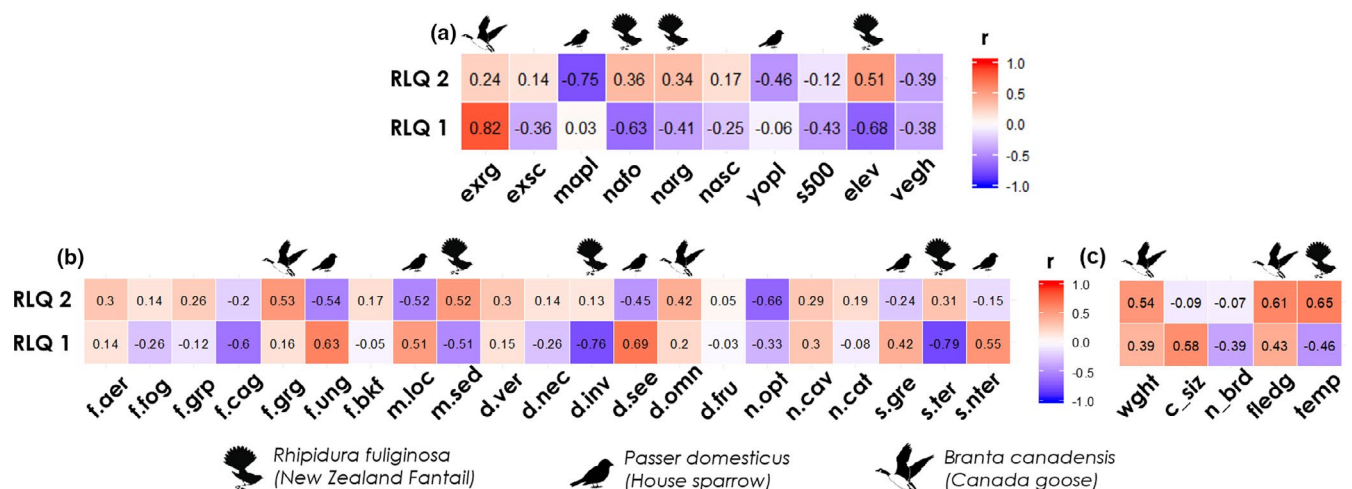 (a)
r
RLQ 2 0.24 0.14 -0.75 0.36 0.34 0.17 -0.46 -0.12 0.51 -0.39
RLQ 1 0.82 -0.36 0.03 -0.63 -0.41 -0.25 -0.06 -0.43 -0.68 -0.38
exrg exsc mapl nafo narg nasc yopl s500 elev vegh
1.0
0.5
0.0
-0.5
-1.0
(b)
r
RLQ 2 0.3 0.14 0.26 -0.2 0.53 -0.54 0.17 -0.52 0.52 0.3 0.14 0.13 -0.45 0.42 0.05 -0.66 0.29 0.19 -0.24 0.31 -0.15
RLQ 1 0.14 -0.26 -0.12 -0.6 0.16 0.63 -0.05 0.51 -0.51 0.15 -0.26 -0.76 0.69 0.2 -0.03 -0.33 0.3 -0.08 0.42 -0.79 0.55
f.aer f.fog f.grp f.cag f.grg f.ung f.bkf m.loc m.sed d.ver d.nec d.inv d.see d.omn d.fru n.opt n.cav n.cat s.gre s.ter s.nter
1.0
0.5
0.0
-0.5
-1.0
(c)
0.54 -0.09 -0.07 0.61 0.65
0.39 0.58 -0.39 0.43 -0.46
wght c_siz n_brd fledg temp
Rhipidura fuliginosa
(New Zealand Fantail)
Passer domesticus
(House sparrow)
Branta canadensis
(Canada goose)